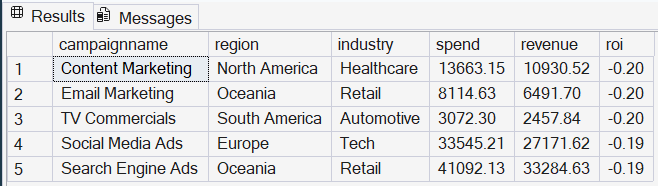 Results Messages
campaignname region industry spend revenue roi
1 Content Marketing North America Healthcare 13663.15 10930.52 -0.20
2 Email Marketing Oceania Retail 8114.63 6491.70 -0.20
3 TV Commercials South America Automotive 3072.30 2457.84 -0.20
4 Social Media Ads Europe Tech 33545.21 27171.62 -0.19
5 Search Engine Ads Oceania Retail 41092.13 33284.63 -0.19